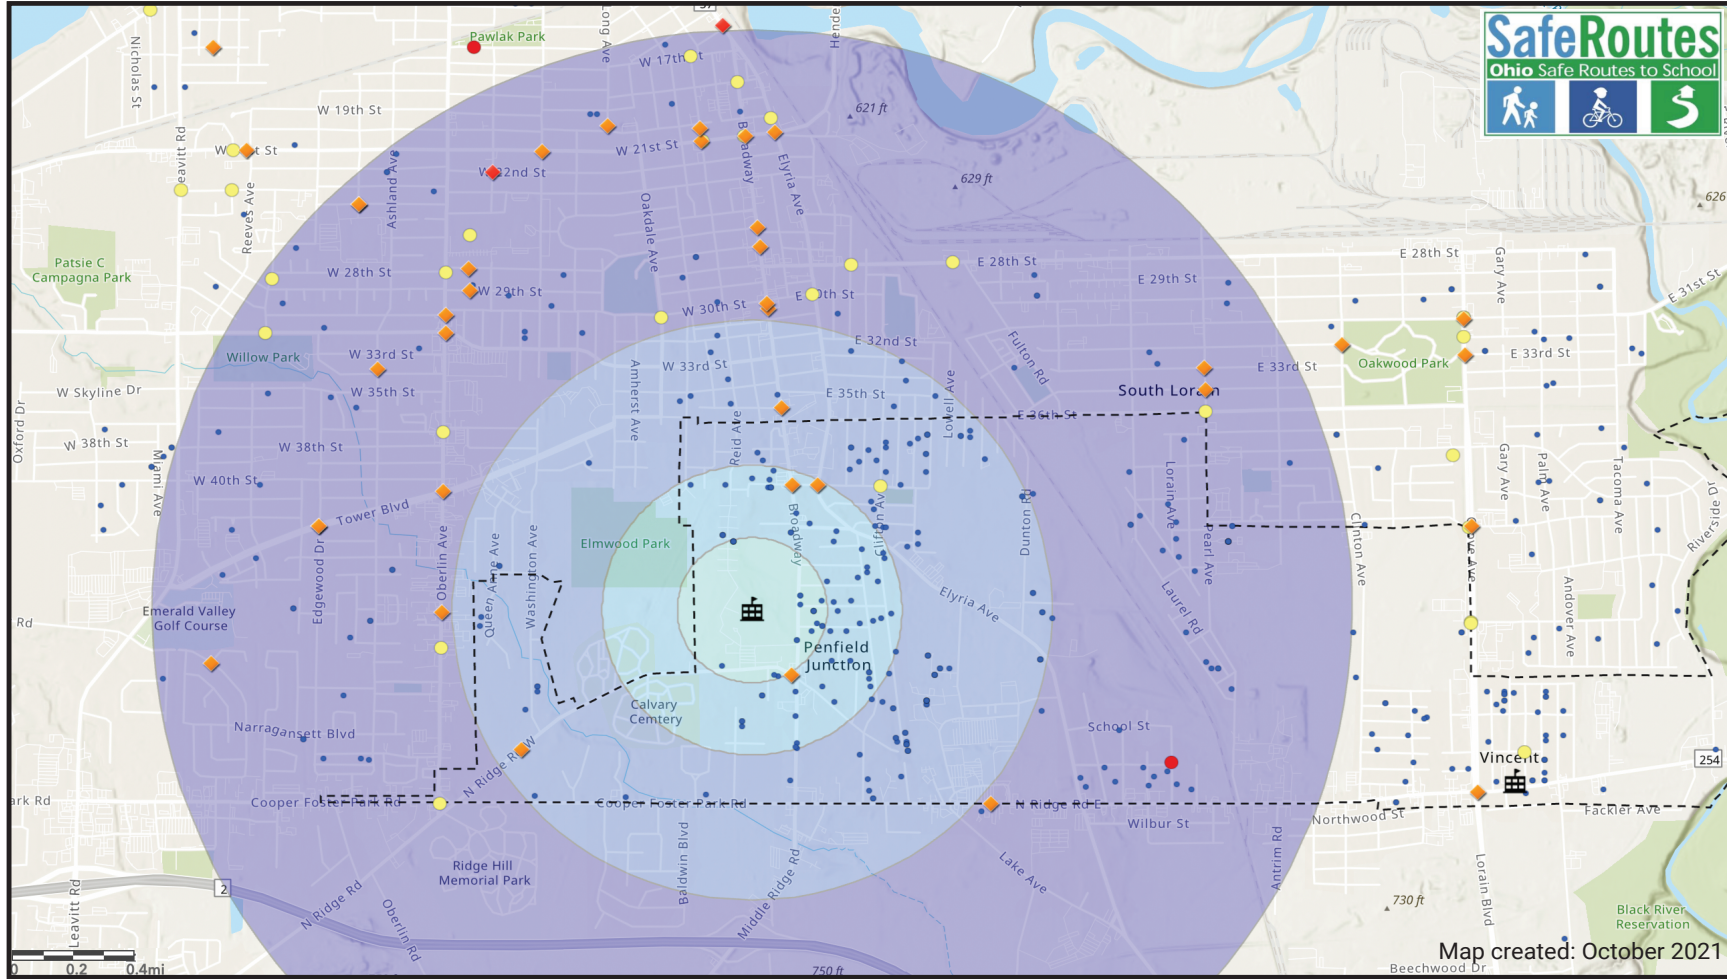 SafeRoutes
Ohio Safe Routes to School
Pawlak Park
Nicholas St
Long Ave
W 17th St
W 19th St
621 ft
Leavitt Rd
W 21st St
Broadway
W 22nd St
Ashland Ave
Elyria Ave
629 ft
626
Reeves Ave
Oakdale Ave
Patsie C
Campagna Park
W 28th St
E 28th St
E 28th St
Gary Ave
E 29th St
W 29th St
E 31st St
W 30th St
E 32nd St
Fulton Rd
W 33rd St
Willow Park
W 33rd St
E 33rd St
Oakwood Park
E 33rd St
W Skyline Dr
W 35th St
Amherst Ave
E 35th St
South Lorain
Lowell Ave
E 36th St
Oxford Dr
W 38th St
W 38th St
Reid Ave
Miami Ave
W 40th St
Tower Blvd
Broadway
Clifton Av
Dunton Rd
Lorain Ave
Pearl Ave
Clinton Ave
Gary Ave
Palm Ave
Tacoma Ave
Elmwood Park
Oberlin Ave
Queen Anne Ave
Washington Ave
Edgewood Dr
Elyria Ave
Laurel Rd
Andover Ave
Emerald Valley
Golf Course
Rd
Penfield
Junction
Calvary
Cemtery
Narragansett Blvd
School St
N Ridge Rd W
Vincent
254
Cooper Foster Park Rd
Cooper Foster Park Rd
N Ridge Rd E
Wilbur St
Northwood St
Fackler Ave
Ridge Hill
Memorial Park
Baldwin Blvd
Middle Ridge Rd
Lake Ave
Antrim Rd
Lorain Blvd
2
Leavitt Rd
N Ridge Rd
Oberlin Rd
730 ft
Black River
Reservation
750 ft
Map created: October 2021
Beechwood Dr
0 0.2 0.4mi